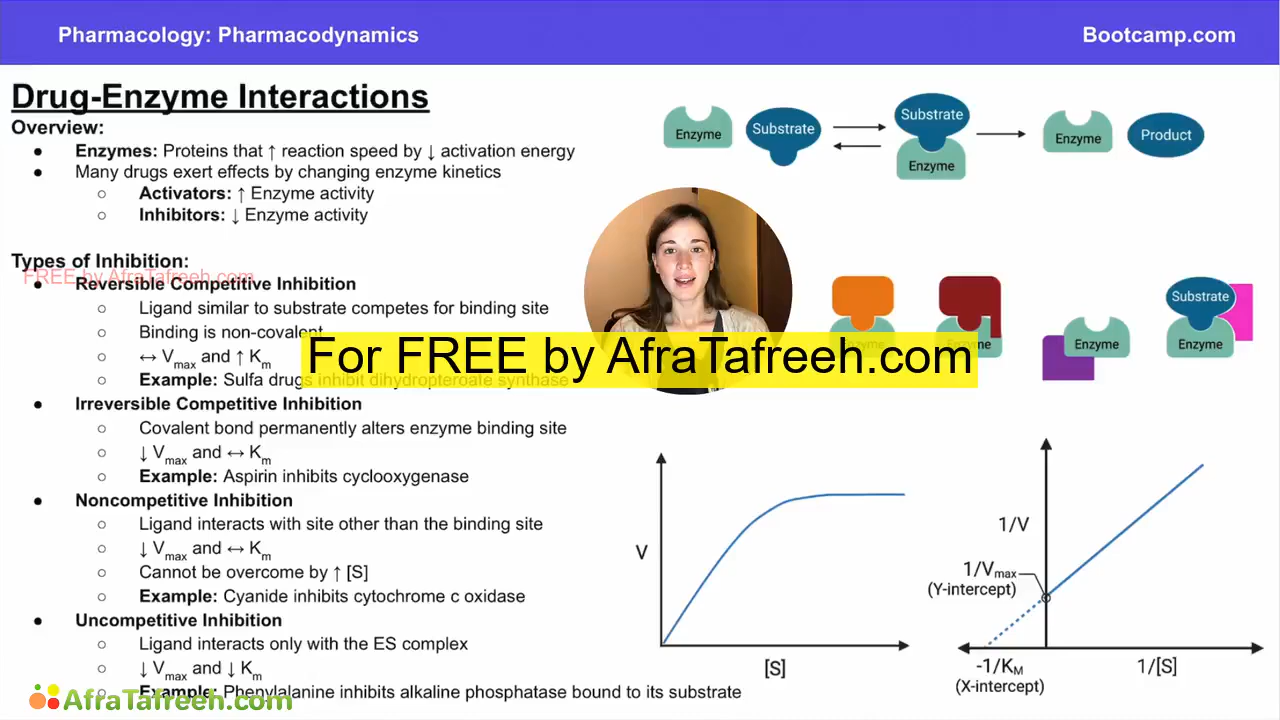 Pharmacology: Pharmacodynamics
Bootcamp.com
Drug-Enzyme Interactions
Overview:
● Enzymes: Proteins that ↑ reaction speed by ↓ activation energy
● Many drugs exert effects by changing enzyme kinetics
○ Activators: ↑ Enzyme activity
○ Inhibitors: ↓ Enzyme activity
Types of Inhibition:
FREE by AfraTafreeh.com
● Reversible Competitive Inhibition
○ Ligand similar to substrate competes for binding site
○ Binding is non-covalent
○ ↔ Vmax and ↑ Km
○ Example: Sulfa drugs inhibit dihydropteroate synthase
● Irreversible Competitive Inhibition
○ Covalent bond permanently alters enzyme binding site
○ ↓ Vmax and ↔ Km
○ Example: Aspirin inhibits cyclooxygenase
● Noncompetitive Inhibition
○ Ligand interacts with site other than the binding site
○ ↓ Vmax and ↔ Km
○ Cannot be overcome by ↑ [S]
○ Example: Cyanide inhibits cytochrome c oxidase
● Uncompetitive Inhibition
○ Ligand interacts only with the ES complex
○ ↓ Vmax and ↓ Km
○ Example: Phenylalanine inhibits alkaline phosphatase bound to its substrate
AfraTafreeh.com
Enzyme
Substrate
Substrate
Enzyme
Enzyme
Product
For FREE by AfraTafreeh.com
Enzyme
Enzyme
Enzyme
Substrate
Enzyme
V
[S]
1/V
1/Vmax
(Y-intercept)
-1/KM
(X-intercept)
1/[S]